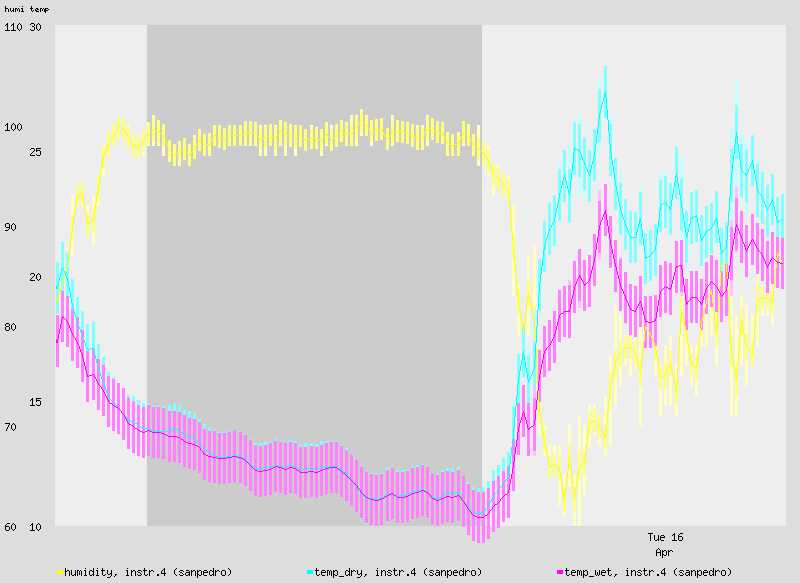 humi temp
110 30
100
25
90
20
80
15
70
60 10
Tue 16
Apr
humidity, instr.4 (sanpedro) temp_dry, instr.4 (sanpedro) temp_wet, instr.4 (sanpedro)